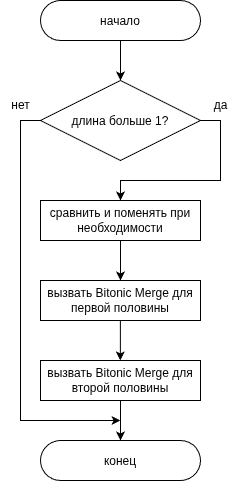 начало
нет
да
длина больше 1?
сравнить и поменять при
необходимости
вызвать Bitonic Merge для
первой половины
вызвать Bitonic Merge для
второй половины
конец